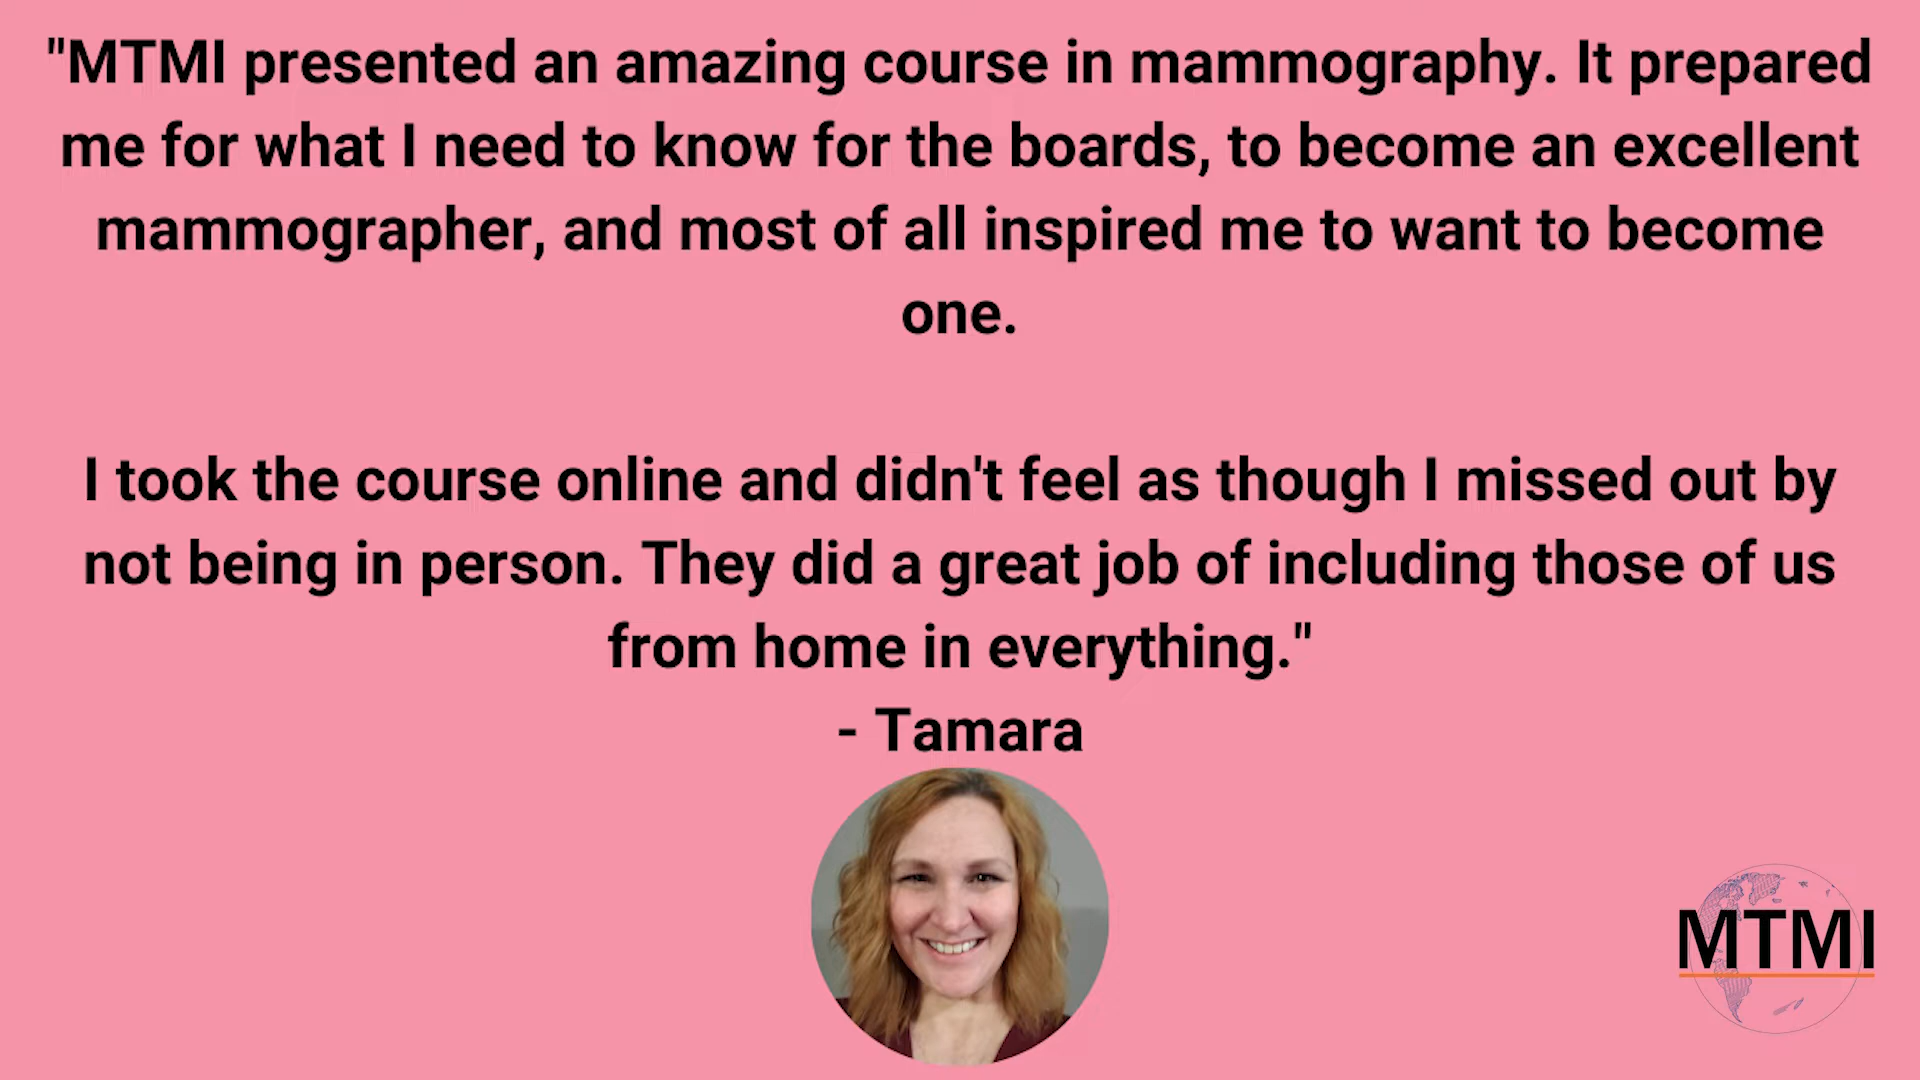 "MTMI presented an amazing course in mammography. It prepared
me for what I need to know for the boards, to become an excellent
mammographer, and most of all inspired me to want to become
one.
I took the course online and didn't feel as though I missed out by
not being in person. They did a great job of including those of us
from home in everything."
- Tamara
MTMI